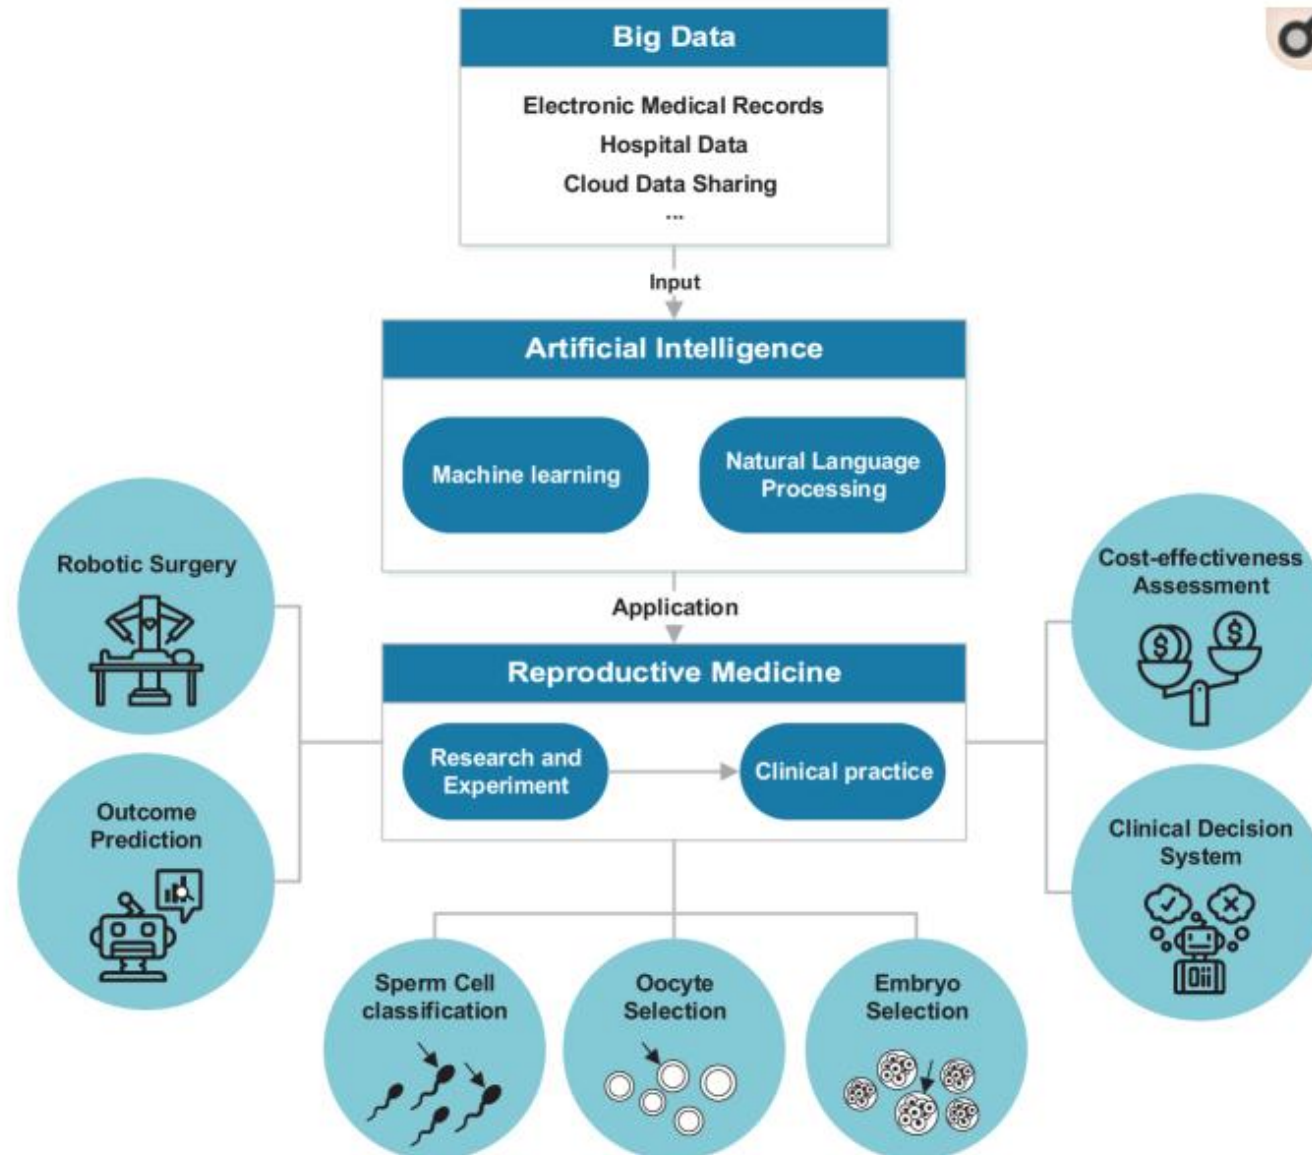 Big Data
Electronic Medical Records
Hospital Data
Cloud Data Sharing
...
Input
Artificial Intelligence
Machine learning
Natural Language
Processing
Application
Robotic Surgery
Cost-effectiveness
Assessment
$ $
Reproductive Medicine
Research and
Experiment
Clinical practice
Outcome
Prediction
Clinical Decision
System
Sperm Cell
classification
Oocyte
Selection
Embryo
Selection